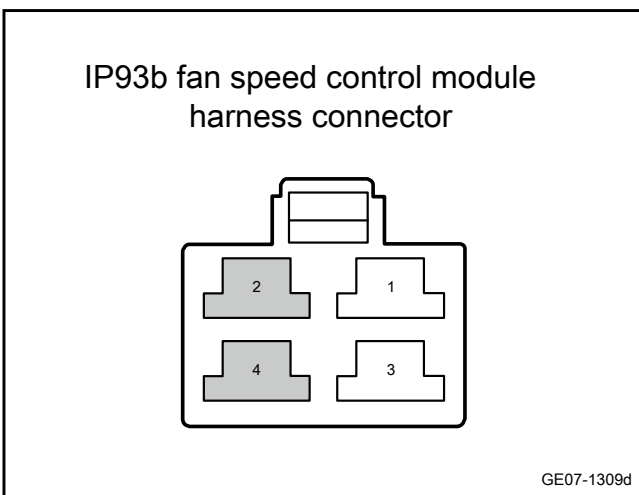 IP93b fan speed control module
harness connector
2 1
4 3
GE07-1309d